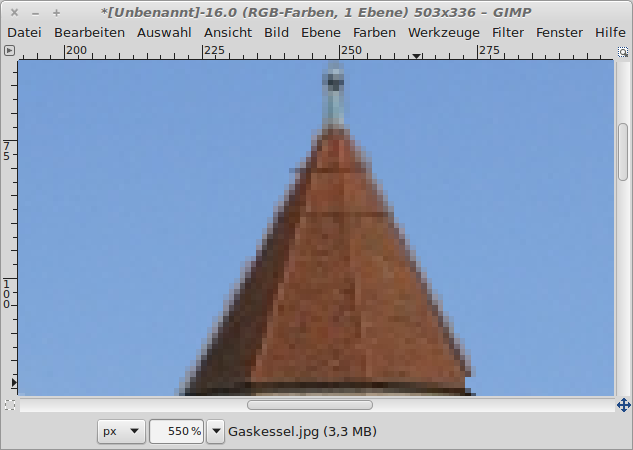 *[Unbenannt]-16.0 (RGB-Farben, 1 Ebene) 503x336 – GIMP
Datei Bearbeiten Auswahl Ansicht Bild Ebene Farben Werkzeuge Filter Fenster Hilfe
200 225 250 275
75
100
px 550 % Gaskessel.jpg (3,3 MB)